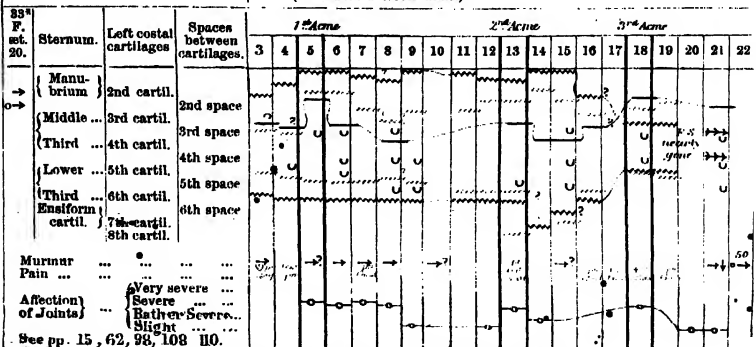 33*
F.
æt.
20.
Sternum.
Left costal cartilages
Spaces between cartilages.
1st Acme 2nd Acme 3rd Acme
3 4 5 6 7 8 9 10 11 12 13 14 15 16 17 18 19 20 21 22
Manu-
brium 2nd cartil.
2nd space
Middle ... 3rd cartil.
3rd space
Third ... 4th cartil.
4th space
Lower ... 5th cartil.
5th space
Third ... 6th cartil.
Ensiform 6th space
cartil. 7th cartil.
8th cartil.
nearly
gone
Murmur ... ... ... ... 50
Pain ... ... ... ...
Very severe ...
Affection Severe ... ...
of Joints ... Rather Severe...
Slight ... ...
See pp. 15, 62, 98, 108 110.